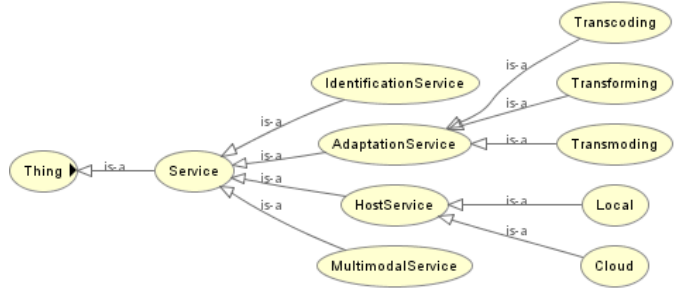 Transcoding
is-a
IdentificationService
Transforming
is-a
is-a
AdaptationService
is-a
Transmoding
is-a
Thing
is-a
Service
is-a
HostService
is-a
Local
is-a
is-a
MultimodalService
Cloud